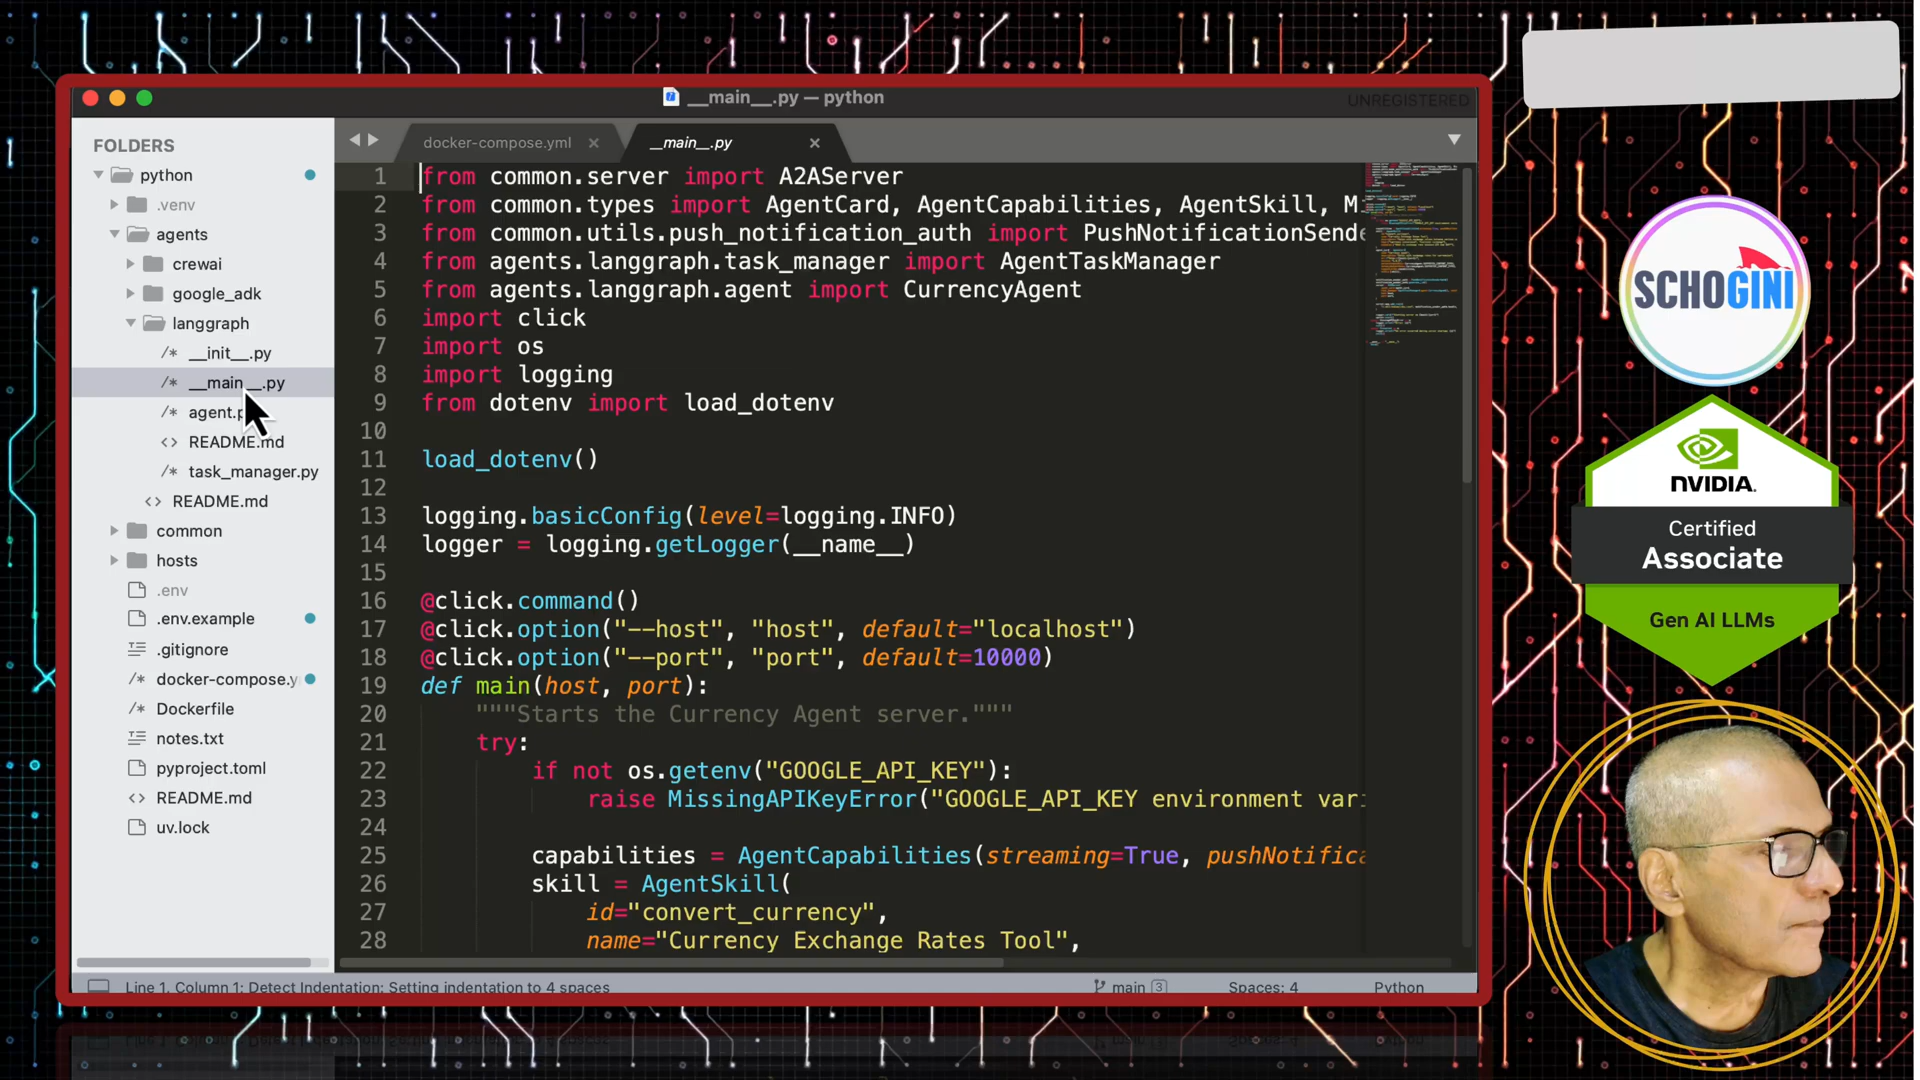 __main__.py — python
UNREGISTERED
FOLDERS
python
.venv
agents
crewai
google_adk
langgraph
/* __init__.py
/* __main__.py
/* agent.p
<> README.md
/* task_manager.py
<> README.md
common
hosts
.env
.env.example
.gitignore
/* docker-compose.y
Dockerfile
notes.txt
pyproject.toml
<> README.md
uv.lock
docker-compose.yml
__main__.py
1 from common.server import A2AServer
2 from common.types import AgentCard, AgentCapabilities, AgentSkill, M
3 from common.utils.push_notification_auth import PushNotificationSende
4 from agents.langgraph.task_manager import AgentTaskManager
5 from agents.langgraph.agent import CurrencyAgent
6 import click
7 import os
8 import logging
9 from dotenv import load_dotenv
10
11 load_dotenv()
12
13 logging.basicConfig(level=logging.INFO)
14 logger = logging.getLogger(__name__)
15
16 @click.command()
17 @click.option("--host", "host", default="localhost")
18 @click.option("--port", "port", default=10000)
19 def main(host, port):
20 """Starts the Currency Agent server."""
21 try:
22 if not os.getenv("GOOGLE_API_KEY"):
23 raise MissingAPIKeyError("GOOGLE_API_KEY environment vari
24
25 capabilities = AgentCapabilities(streaming=True, pushNotifica
26 skill = AgentSkill(
27 id="convert_currency",
28 name="Currency Exchange Rates Tool",
Line 1, Column 1; Detect Indentation: Setting indentation to 4 spaces
main 3
Spaces: 4
Python
SCHOGINI
NVIDIA.
Certified
Associate
Gen AI LLMs